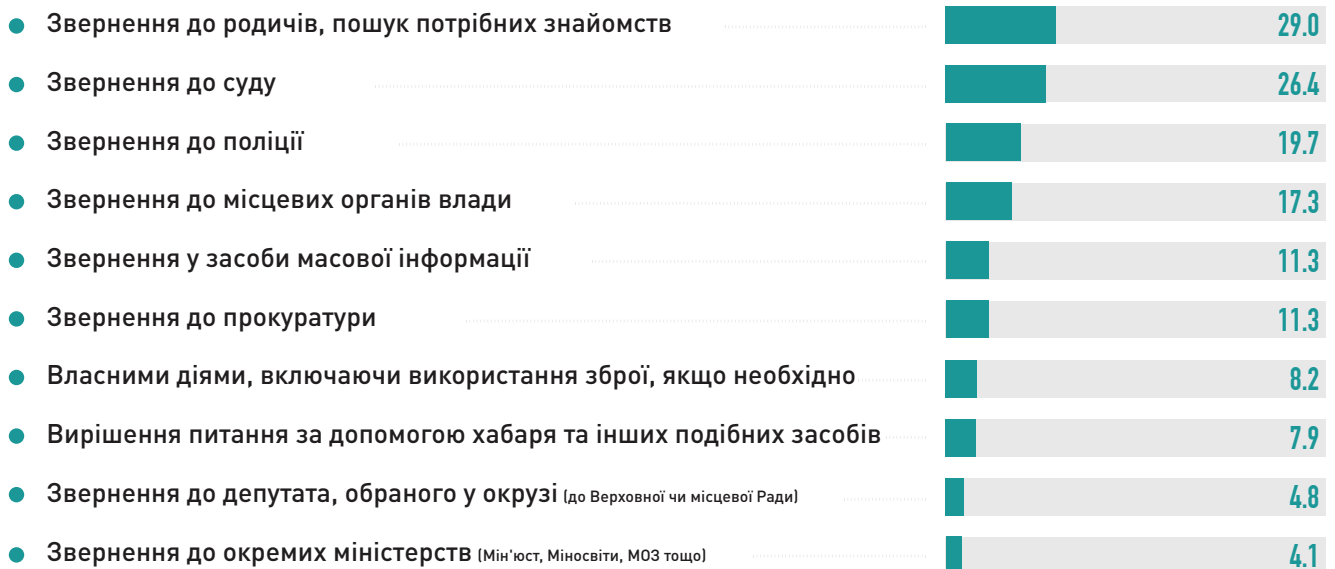 Звернення до родичів, пошук потрібних знайомств 29.0
Звернення до суду 26.4
Звернення до поліції 19.7
Звернення до місцевих органів влади 17.3
Звернення у засоби масової інформації 11.3
Звернення до прокуратури 11.3
Власними діями, включаючи використання зброї, якщо необхідно 8.2
Вирішення питання за допомогою хабаря та інших подібних засобів 7.9
Звернення до депутата, обраного у окрузі (до Верховної чи місцевої Ради) 4.8
Звернення до окремих міністерств (Мін'юст, Міносвіти, МОЗ тощо) 4.1